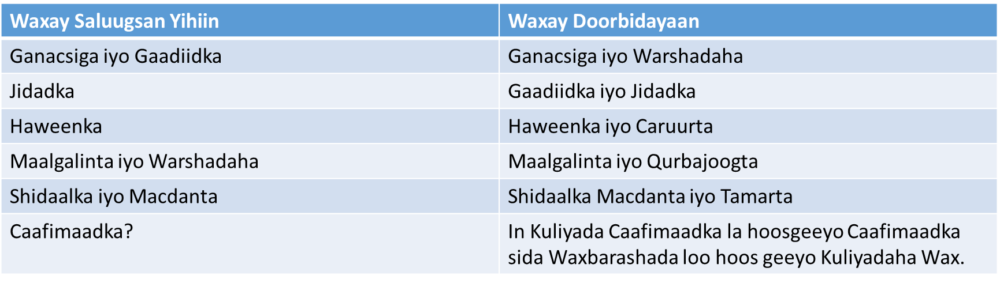 Waxay Saluugsan Yihiin
Waxay Doorbidayaan
Ganacsiga iyo Gaadiidka
Ganacsiga iyo Warshadaha
Jidadka
Gaadiidka iyo Jidadka
Haweenka
Haweenka iyo Caruurta
Maalgalinta iyo Warshadaha
Maalgalinta iyo Qurbajoogta
Shidaalka iyo Macdanta
Shidaalka Macdanta iyo Tamarta
Caafimaadka?
In Kuliyada Caafimaadka la hoosgeeyo Caafimaadka
sida Waxbarashada loo hoos geeyo Kuliyadaha Wax.